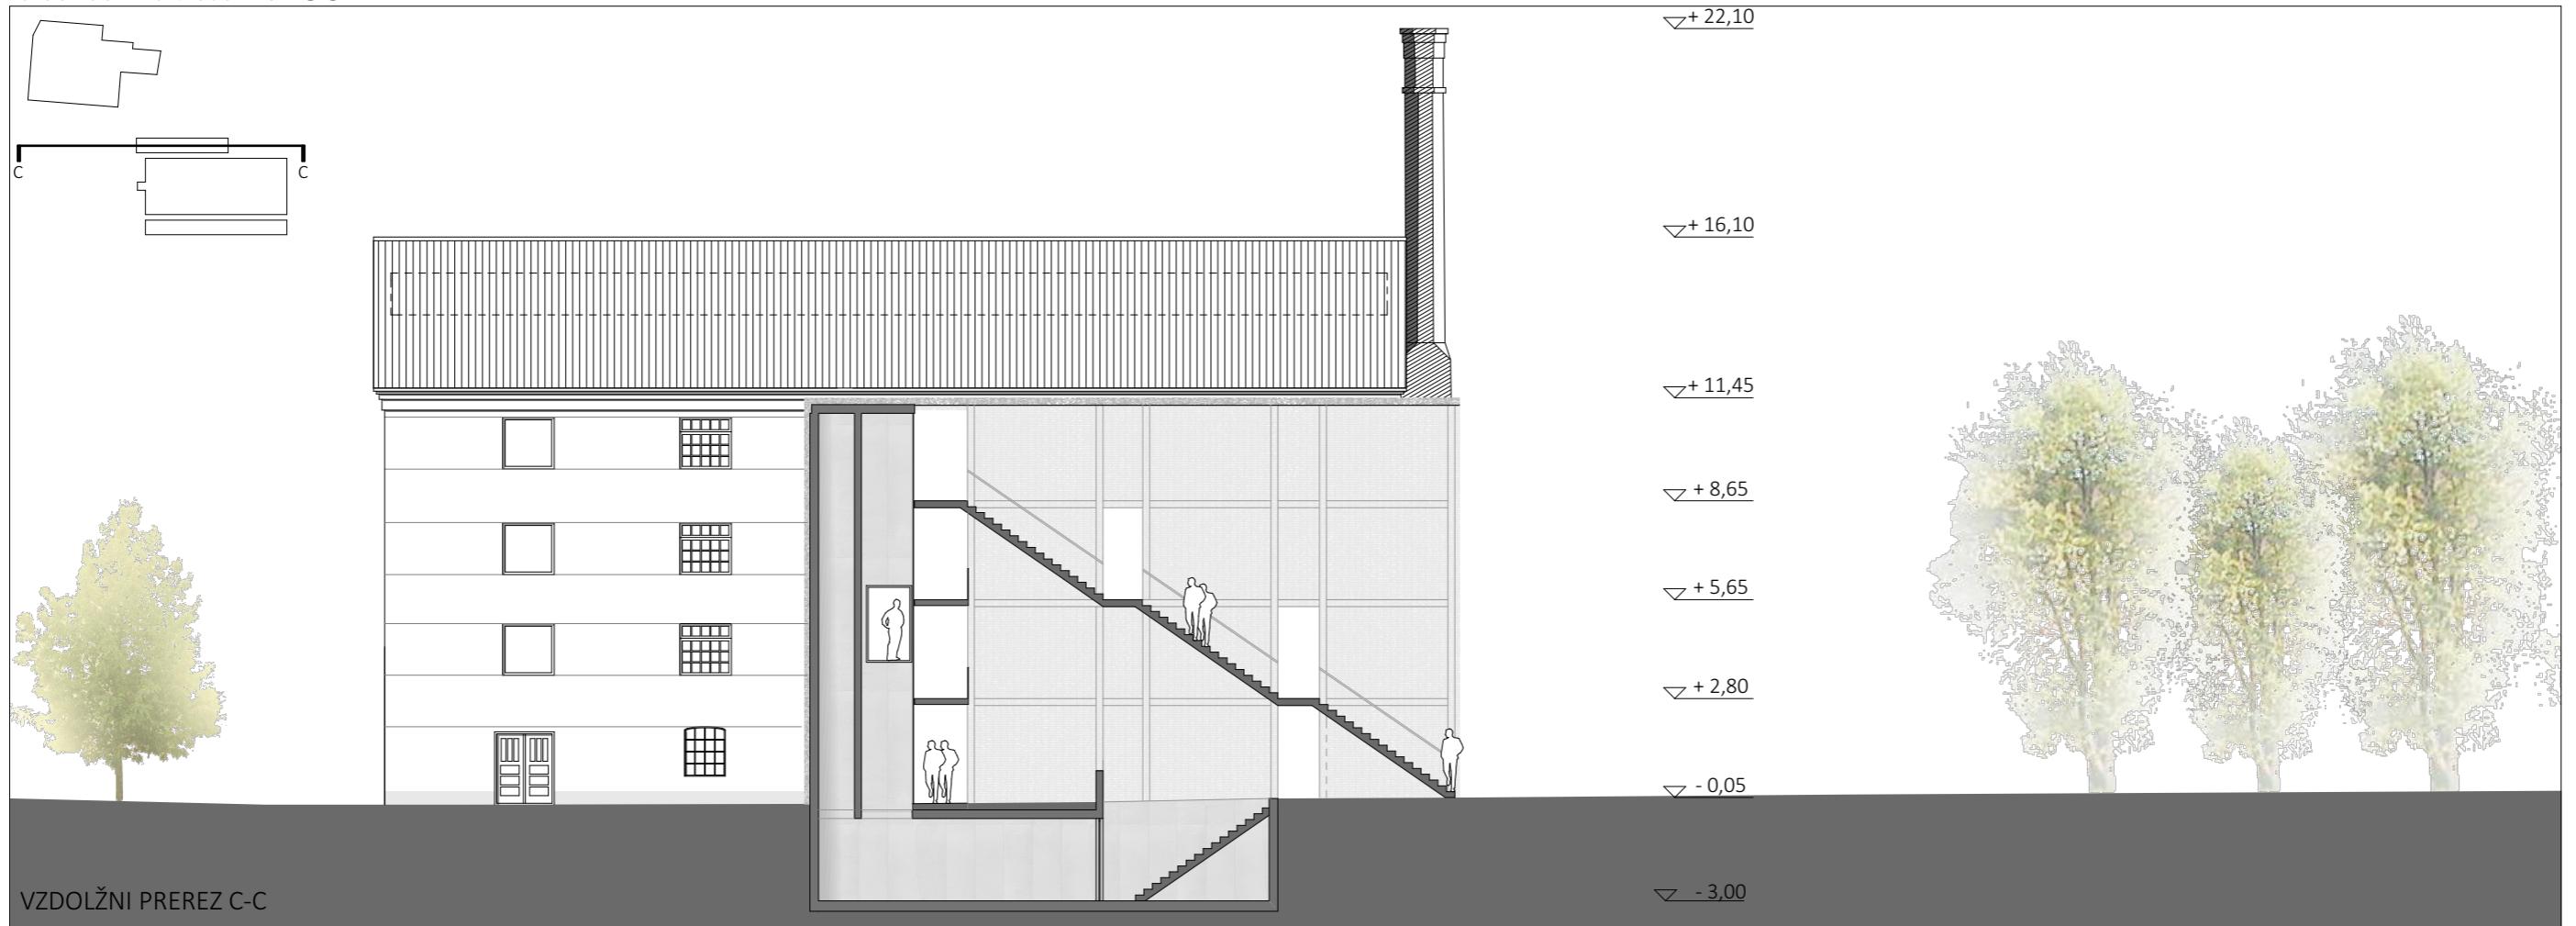 + 22,10
C
C
+ 16,10
+ 11,45
+ 8,65
+ 5,65
+ 2,80
- 0,05
- 3,00
VZDOLŽNI PREREZ C-C